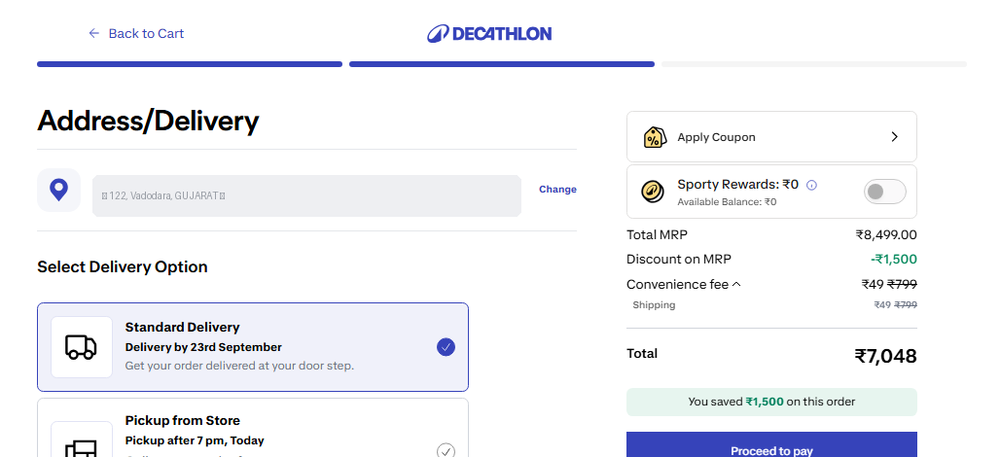 Back to Cart
DECATHLON
Address/Delivery
122, Vadodara, GUJARAT
Change
Select Delivery Option
Standard Delivery
Delivery by 23rd September
Get your order delivered at your door step.
Pickup from Store
Pickup after 7 pm, Today
Apply Coupon
Sporty Rewards: ₹0
Available Balance: ₹0
Total MRP ₹8,499.00
Discount on MRP -₹1,500
Convenience fee ₹49 ₹799
Shipping ₹49 ₹799
Total ₹7,048
You saved ₹1,500 on this order
Proceed to pay